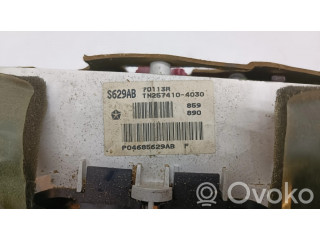 S629AB 70113R
TN257410-4030
859
890
P04685629AB P
OVOKO